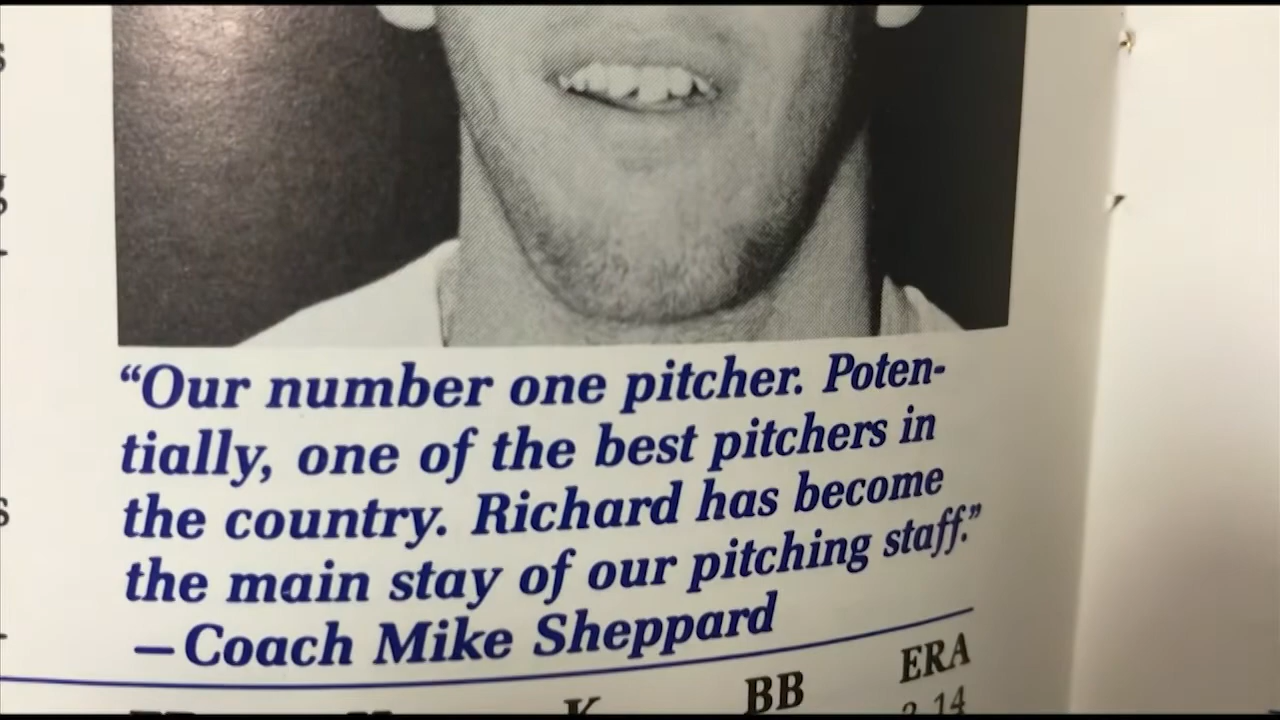 “Our number one pitcher. Poten-
tially, one of the best pitchers in
the country. Richard has become
the main stay of our pitching staff.”
—Coach Mike Sheppard
K BB ERA